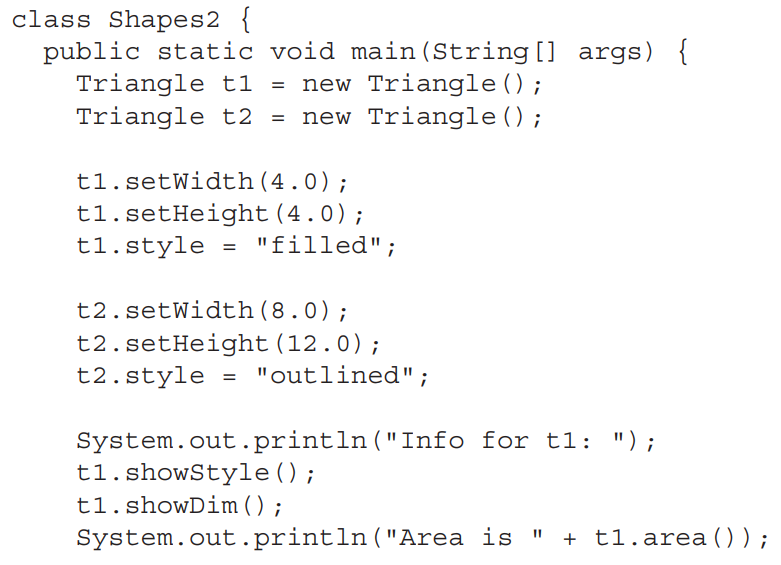 class Shapes2 {
  public static void main(String[] args) {
    Triangle t1 = new Triangle();
    Triangle t2 = new Triangle();

    t1.setWidth(4.0);
    t1.setHeight(4.0);
    t1.style = "filled";

    t2.setWidth(8.0);
    t2.setHeight(12.0);
    t2.style = "outlined";

    System.out.println("Info for t1: ");
    t1.showStyle();
    t1.showDim();
    System.out.println("Area is " + t1.area());